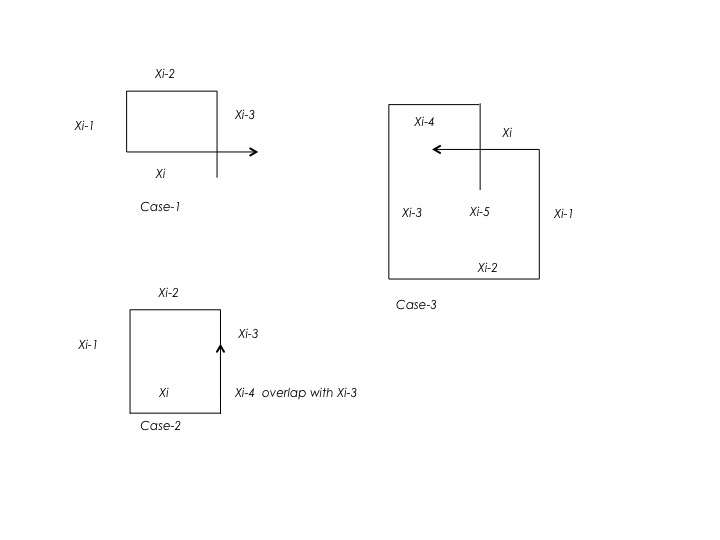 Xi-2
Xi-1
Xi-3
Xi
Case-1
Xi-4
Xi
Xi-3
Xi-5
Xi-1
Xi-2
Case-3
Xi-2
Xi-1
Xi-3
Xi
Xi-4 overlap with Xi-3
Case-2